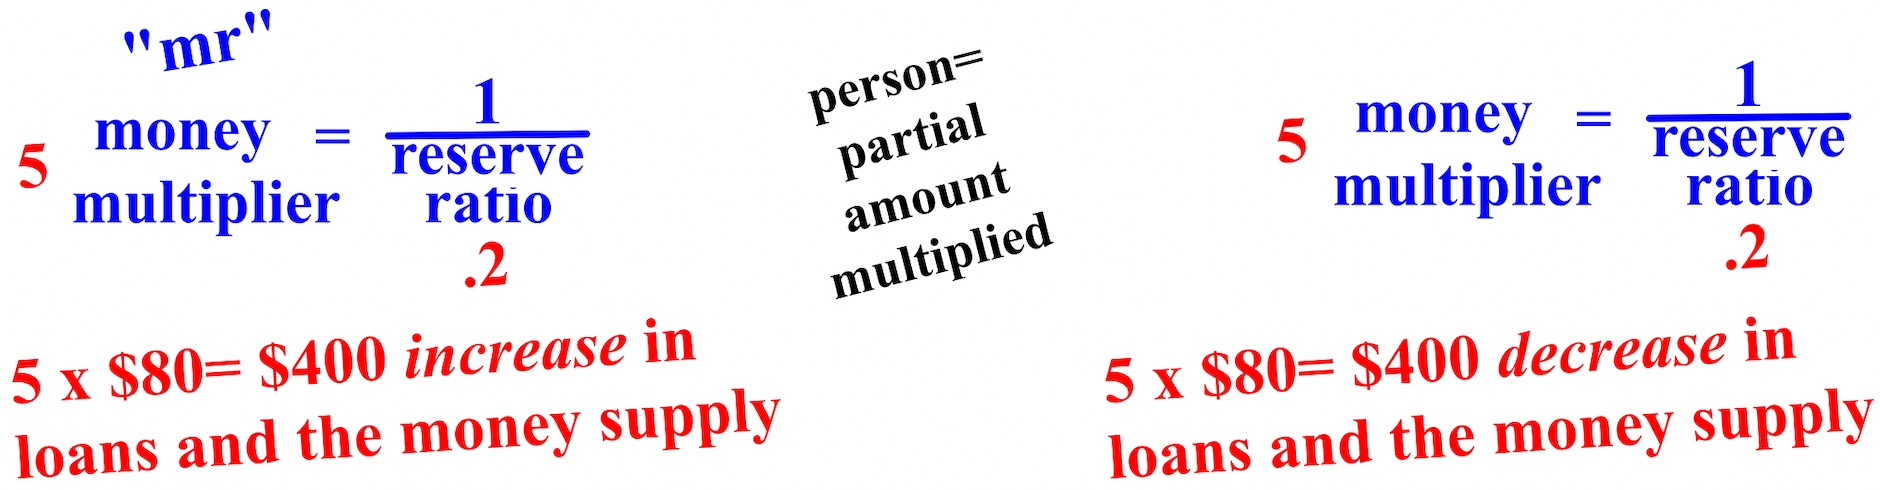 "mr"
5 money multiplier = 1
reserve
ratio
.2
5 x $80= $400 increase in
loans and the money supply
person=
partial
amount
multiplied
5 money multiplier = 1
reserve
ratio
.2
5 x $80= $400 decrease in
loans and the money supply